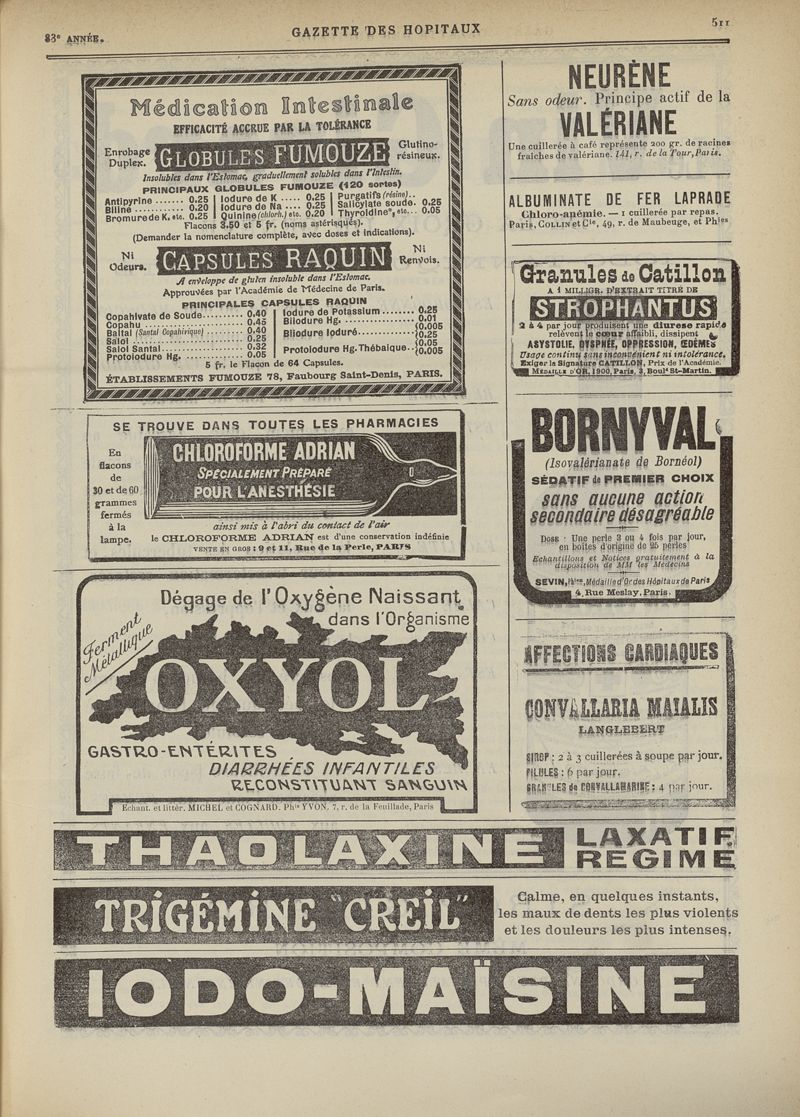 83e ANNÉE.
GAZETTE DES HOPITAUX
511
Médication Intestinale
EFFICACITÉ ACCRUE PAR LA TOLÉRANCE
Enrobage Duplex.
GLOBULES FUMOUZE
Glutino-résineux.
Insolubles dans l'Estomac, graduellement solubles dans l'Intestin.
PRINCIPAUX GLOBULES FUMOUZE (120 sortes)
Antipyrine ....... 0.25
Biline ........... 0.20
Bromure de K. etc. 0.25
Iodure de K ..... 0.25
Iodure de Na .... 0.25
Quinine (chlorh.) etc. 0.20
Purgatifs (résine)..
Salicylate soude. 0.25
Thyroïdine*, etc... 0.05
Flacons 3.50 et 5 fr. (noms astérisqués).
(Demander la nomenclature complète, avec doses et indications).
Ni Odeurs.
CAPSULES RAQUIN
Ni Renvois.
A enveloppe de gluten insoluble dans l'Estomac.
Approuvées par l'Académie de Médecine de Paris.
PRINCIPALES CAPSULES RAQUIN
Copahivate de Soude.......... 0.40
Copahu ...................... 0.45
Baltal (Santal Copahivique) ....... 0.40
Salol ....................... 0.25
Salol Santal ................ 0.32
Protoiodure Hg. ............. 0.05
Iodure de Potassium ........ 0.25
Biiodure Hg. ............... 0.01
Biiodure Ioduré............. {0.005 {0.25
Protoiodure Hg. Thébaïque.. {0.05 {0.005
5 fr. le Flacon de 64 Capsules.
ÉTABLISSEMENTS FUMOUZE 78, Faubourg Saint-Denis, PARIS.
SE TROUVE DANS TOUTES LES PHARMACIES
En
flacons
de
30 et de 60
grammes
fermés
à la
lampe.
CHLOROFORME ADRIAN
SPÉCIALEMENT PRÉPARÉ
POUR L'ANESTHÉSIE
ainsi mis à l'abri du contact de l'air
le CHLOROFORME ADRIAN est d'une conservation indéfinie
VENTE EN GROS : 9 et 11, Rue de la Perle, PARIS
Dégage de l'Oxygène Naissant
dans l'Organisme
Ferment
Métallique
OXYOL
GASTRO-ENTÉRITES
DIARRHÉES INFANTILES
RECONSTITUANT SANGUIN
Échant. et littér. MICHEL et COGNARD. Phie YVON, 7, r. de la Feuillade, Paris
NEURÈNE
Sans odeur. Principe actif de la
VALÉRIANE
Une cuillerée à café représente 200 gr. de racines
fraîches de valériane. 141, r. de la Tour, Paris.
ALBUMINATE DE FER LAPRADE
Chloro-anémie. — 1 cuillerée par repas.
Paris, COLLIN et Cie, 49, r. de Maubeuge, et Phies
Granules de Catillon
A 1 MILLIGR. D'EXTRAIT TITRÉ DE
STROPHANTUS
2 à 4 par jour produisent une diurese rapide
relèvent le cœur affaibli, dissipent
ASYSTOLIE, DYSPNÉE, OPPRESSION, ŒDÈMES
Usage continu sans inconvénient ni intolérance,
Exiger la Signature CATILLON, Prix de l'Académie.
MÉDAILLE D'OR, 1900, Paris, 3, Boult St-Martin.
BORNYVAL
(Isovalérianate de Bornéol)
SÉDATIF de PREMIER CHOIX
sans aucune action
secondaire désagréable
DOSE : Une perle 3 ou 4 fois par jour,
en boîtes d'origine de 25 perles
Echantillons et Notices gratuitement à la
disposition de MM les Médecins
SEVIN, Phien, Médaille d'Or des Hôpitaux de Paris
4, Rue Meslay, Paris.
AFFECTIONS CARDIAQUES
CONVALLARIA MAIALIS
LANGLEBERT
SIROP : 2 à 3 cuillerées à soupe par jour.
PILULES : 6 par jour.
GRANULES de CONVALLAMARINE : 4 par jour.
THAOLAXINE
LAXATIF
REGIME
TRIGÉMINE "CREIL"
Calme, en quelques instants,
les maux de dents les plus violents
et les douleurs les plus intenses.
IODO-MAÏSINE